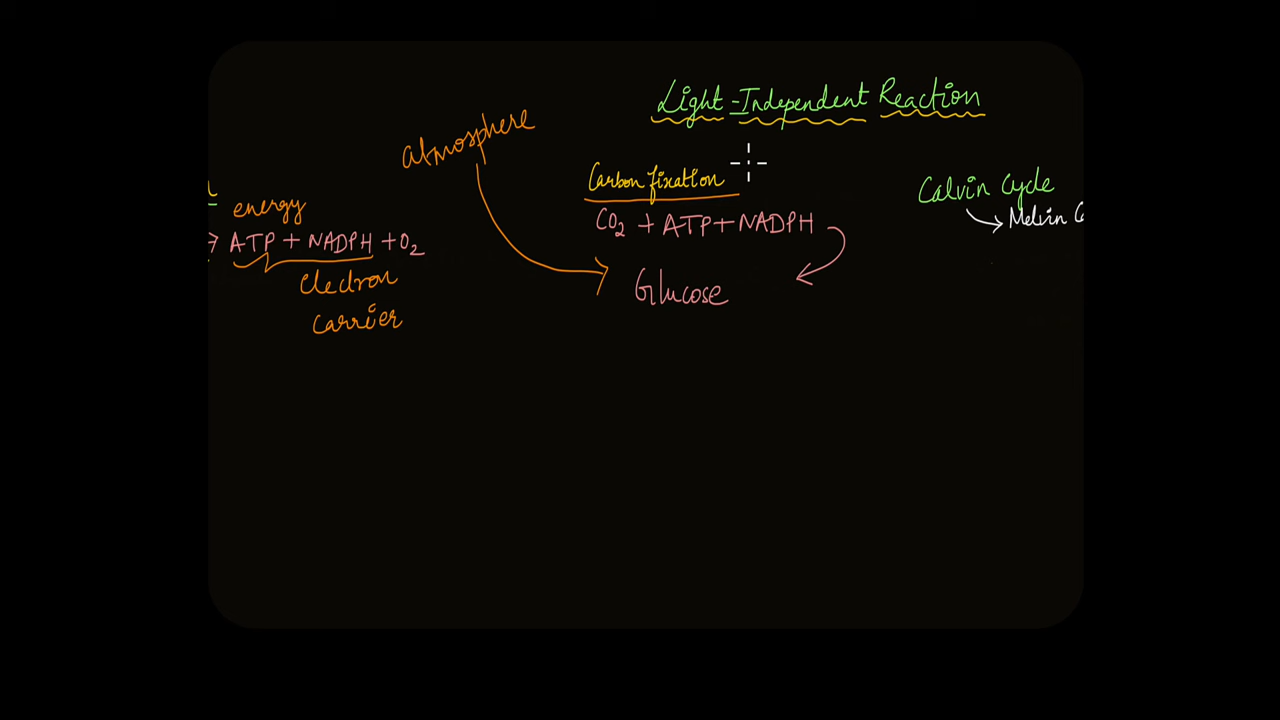 Light-Independent Reaction
atmosphere
Carbon fixation
Calvin Cycle
energy
Melvin
CO2 + ATP+NADPH
ATP + NADPH +O2
Electron
carrier
Glucose